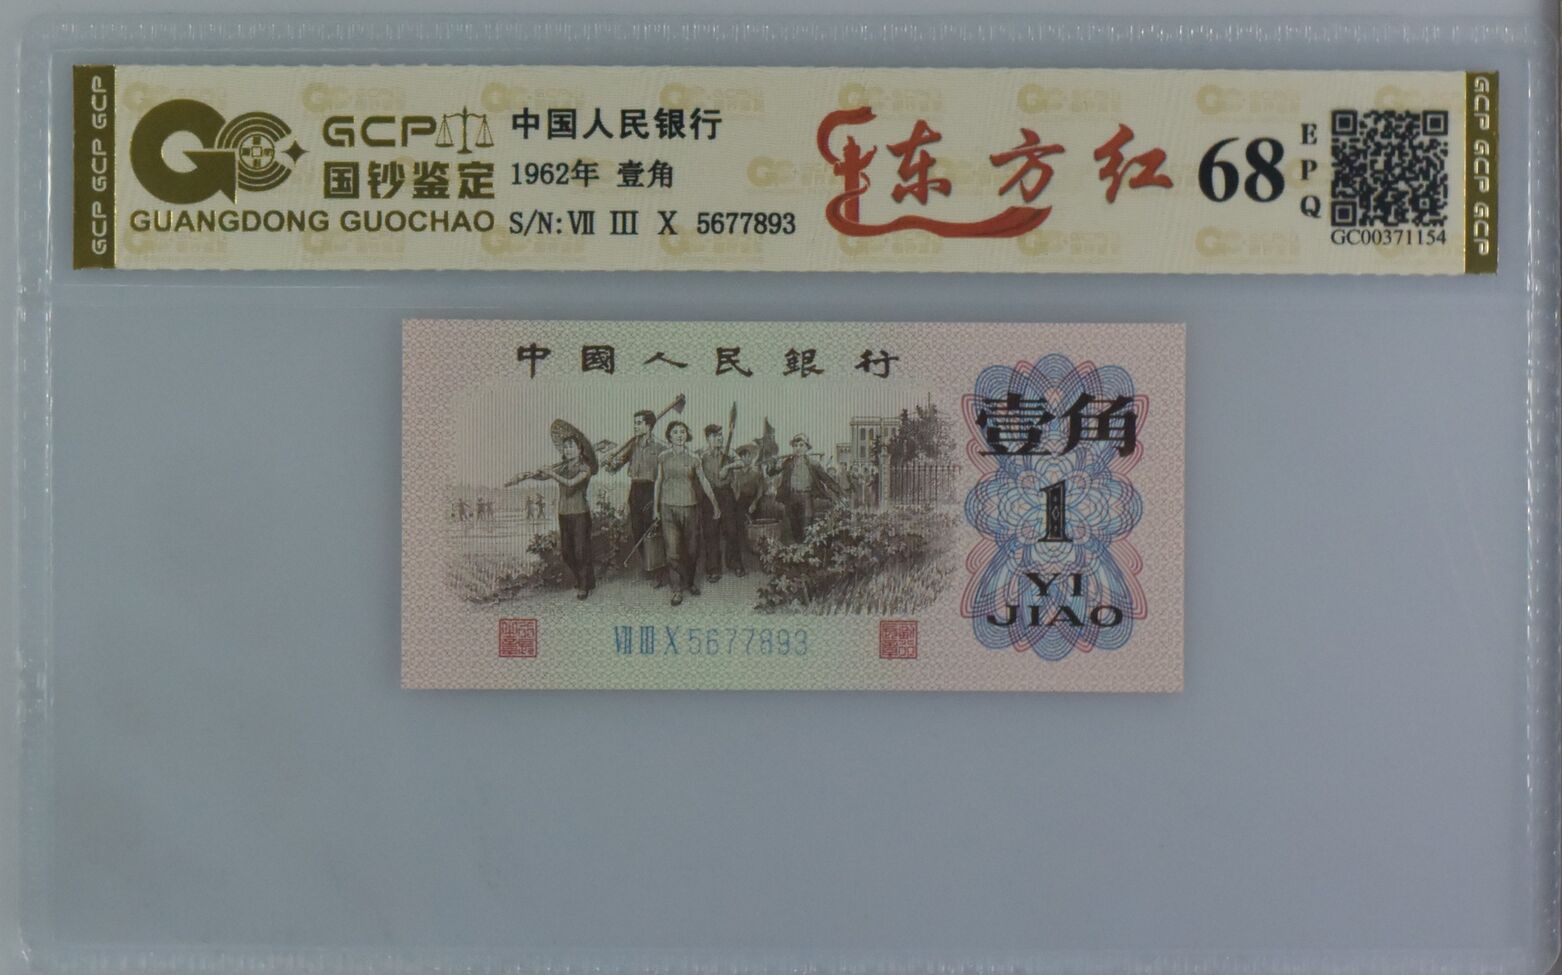 GCP GCP GCP
GCP
国钞鉴定
GUANGDONG GUOCHAO
中国人民银行
1962年 壹角
S/N: Ⅶ Ⅲ Ⅹ 5677893
东方红
68
EPQ
GC00371154
GCP GCP GCP
中國人民銀行
壹角
1
YI
JIAO
Ⅶ Ⅲ Ⅹ 5677893